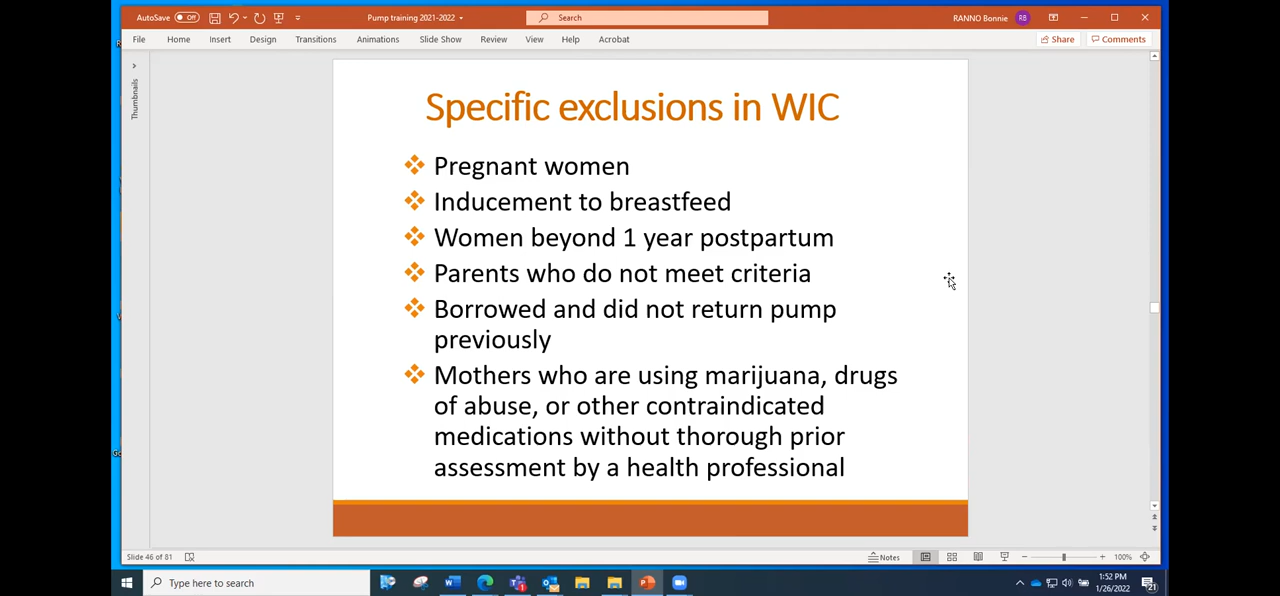 AutoSave Off
Pump training 2021-2022
Search
RANNO Bonnie RB
File Home Insert Design Transitions Animations Slide Show Review View Help Acrobat
Share Comments
Thumbnails
Specific exclusions in WIC
Pregnant women
Inducement to breastfeed
Women beyond 1 year postpartum
Parents who do not meet criteria
Borrowed and did not return pump
previously
Mothers who are using marijuana, drugs
of abuse, or other contraindicated
medications without thorough prior
assessment by a health professional
Slide 46 of 81
Notes
100%
Type here to search
1:52 PM
1/26/2022
21